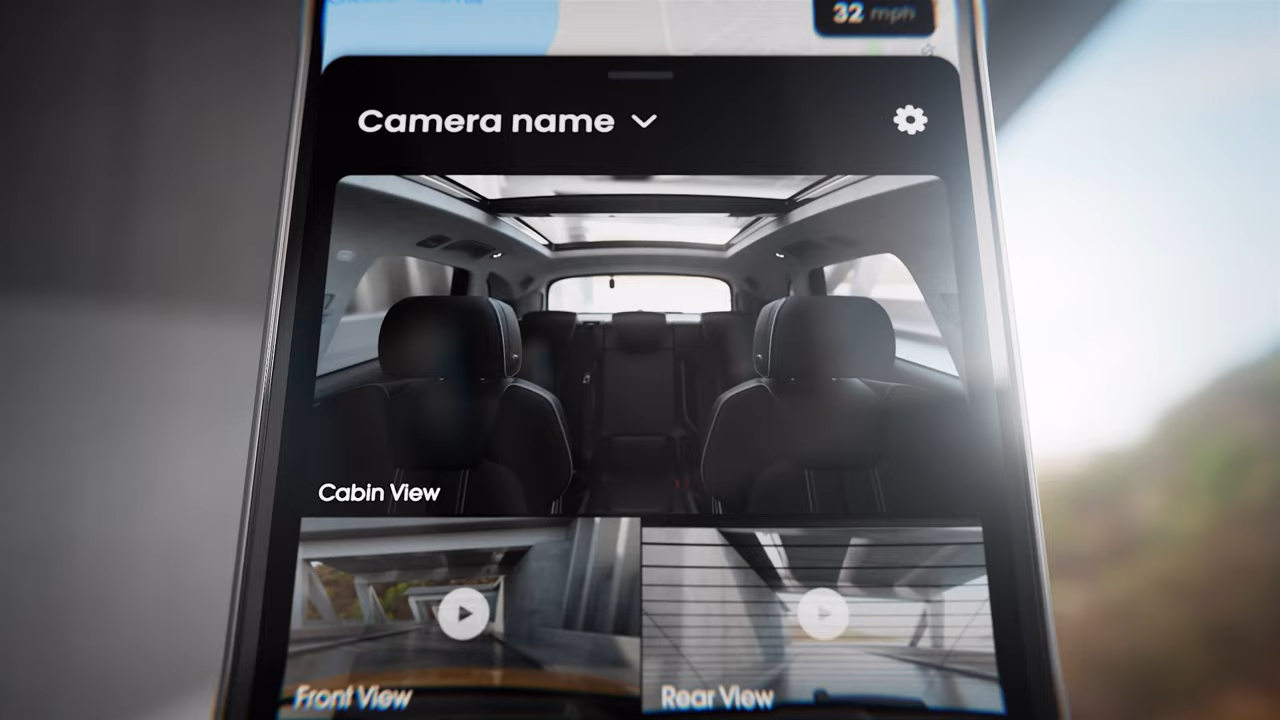 32 mph
Camera name
Cabin View
Front View
Rear View